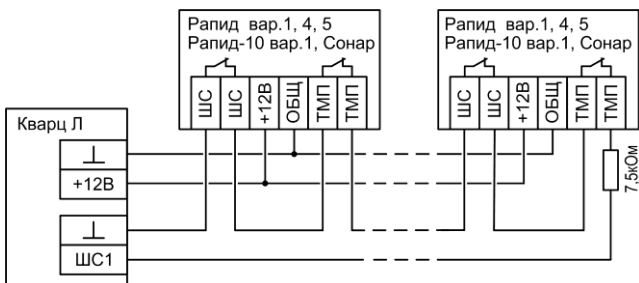 Рапид вар.1, 4, 5
Рапид-10 вар.1, Сонар
ШС
ШС
+12В
ОБЩ
ТМП
ТМП
Рапид вар.1, 4, 5
Рапид-10 вар.1, Сонар
ШС
ШС
+12В
ОБЩ
ТМП
ТМП
Кварц Л
+12В
ШС1
7,5кОм